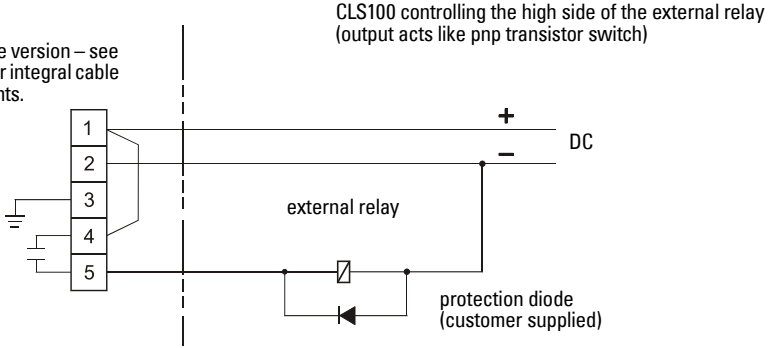 CLS100 controlling the high side of the external relay
(output acts like pnp transistor switch)
e version – see
r integral cable
nts.
1
+
DC
2
–
3
external relay
4
5
protection diode
(customer supplied)